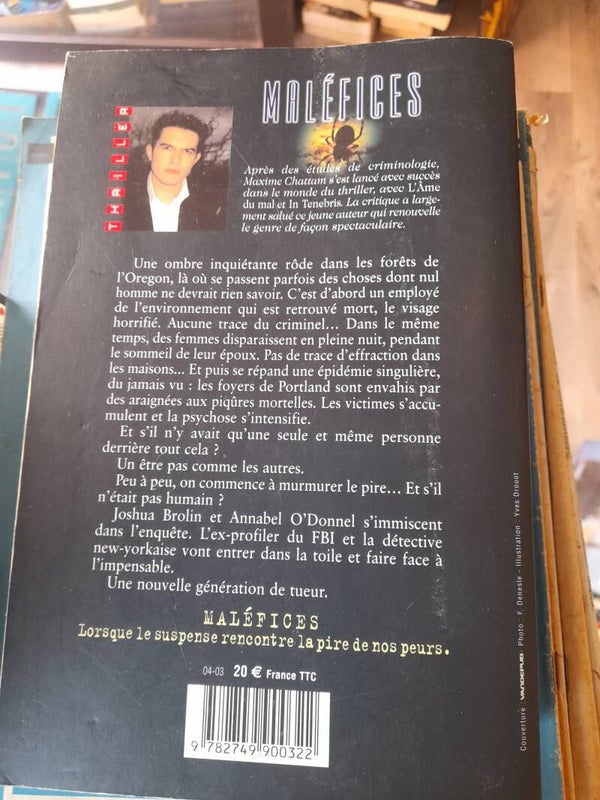 MALÉFICES
THRILLER
Après des études de criminologie,
Maxime Chattam s'est lancé avec succès
dans le monde du thriller, avec L'Âme
du mal et In Tenebris. La critique a large-
ment salué ce jeune auteur qui renouvelle
le genre de façon spectaculaire.
Une ombre inquiétante rôde dans les forêts de
l'Oregon, là où se passent parfois des choses dont nul
homme ne devrait rien savoir. C'est d'abord un employé
de l'environnement qui est retrouvé mort, le visage
horrifié. Aucune trace du criminel... Dans le même
temps, des femmes disparaissent en pleine nuit, pendant
le sommeil de leur époux. Pas de trace d'effraction dans
les maisons... Et puis se répand une épidémie singulière,
du jamais vu : les foyers de Portland sont envahis par
des araignées aux piqûres mortelles. Les victimes s'accu-
mulent et la psychose s'intensifie.
Et s'il n'y avait qu'une seule et même personne
derrière tout cela ?
Un être pas comme les autres.
Peu à peu, on commence à murmurer le pire... Et s'il
n'était pas humain ?
Joshua Brolin et Annabel O'Donnel s'immiscent
dans l'enquête. L'ex-profiler du FBI et la détective
new-yorkaise vont entrer dans la toile et faire face à
l'impensable.
Une nouvelle génération de tueur.
MALÉFICES
Lorsque le suspense rencontre la pire de nos peurs.
04-03 20 € France TTC
9 782749 900322
Couverture : VANDEPUB - Photo : F. Denesle - Illustration : Yves Drouot